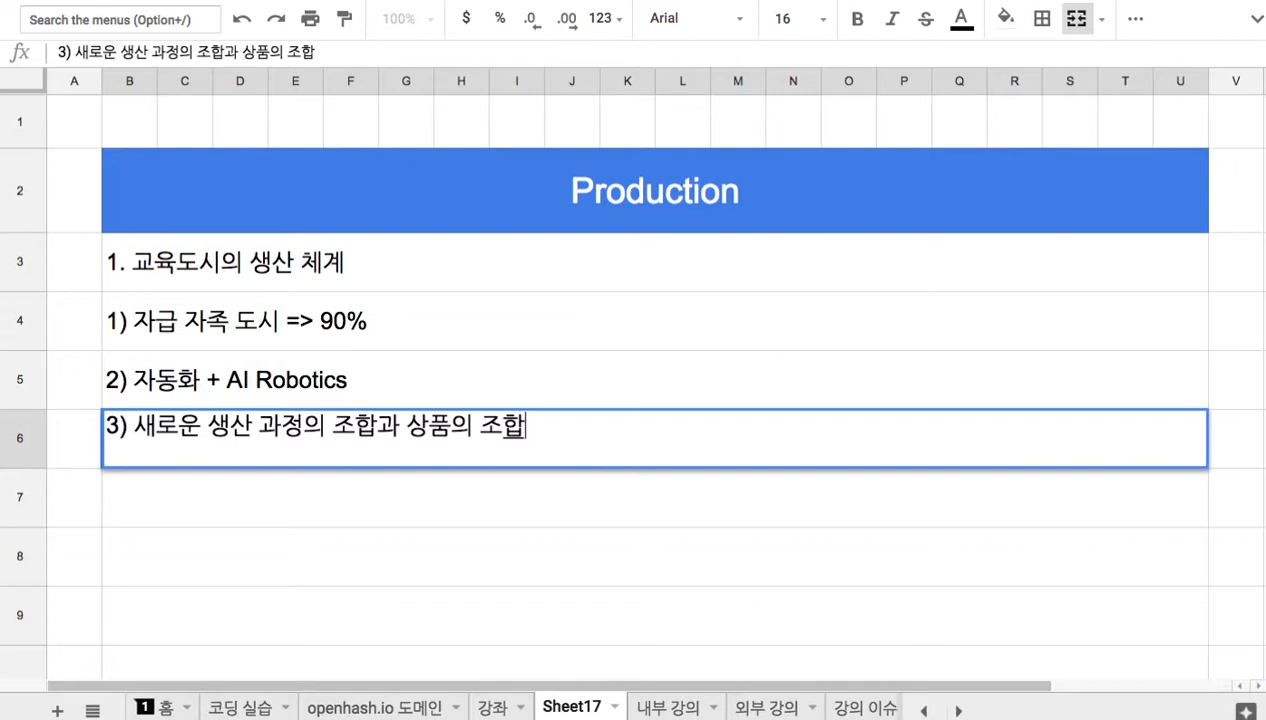 Search the menus (Option+/)
100% $ % .0 .00 123 Arial 16 B I S A
fx 3) 새로운 생산 과정의 조합과 상품의 조합
A B C D E F G H I J K L M N O P Q R S T U V
1
2 Production
3 1. 교육도시의 생산 체계
4 1) 자급 자족 도시 => 90%
5 2) 자동화 + AI Robotics
6 3) 새로운 생산 과정의 조합과 상품의 조합
7
8
9
+ 1 홈 코딩 실습 openhash.io 도메인 강좌 Sheet17 내부 강의 외부 강의 강의 이슈